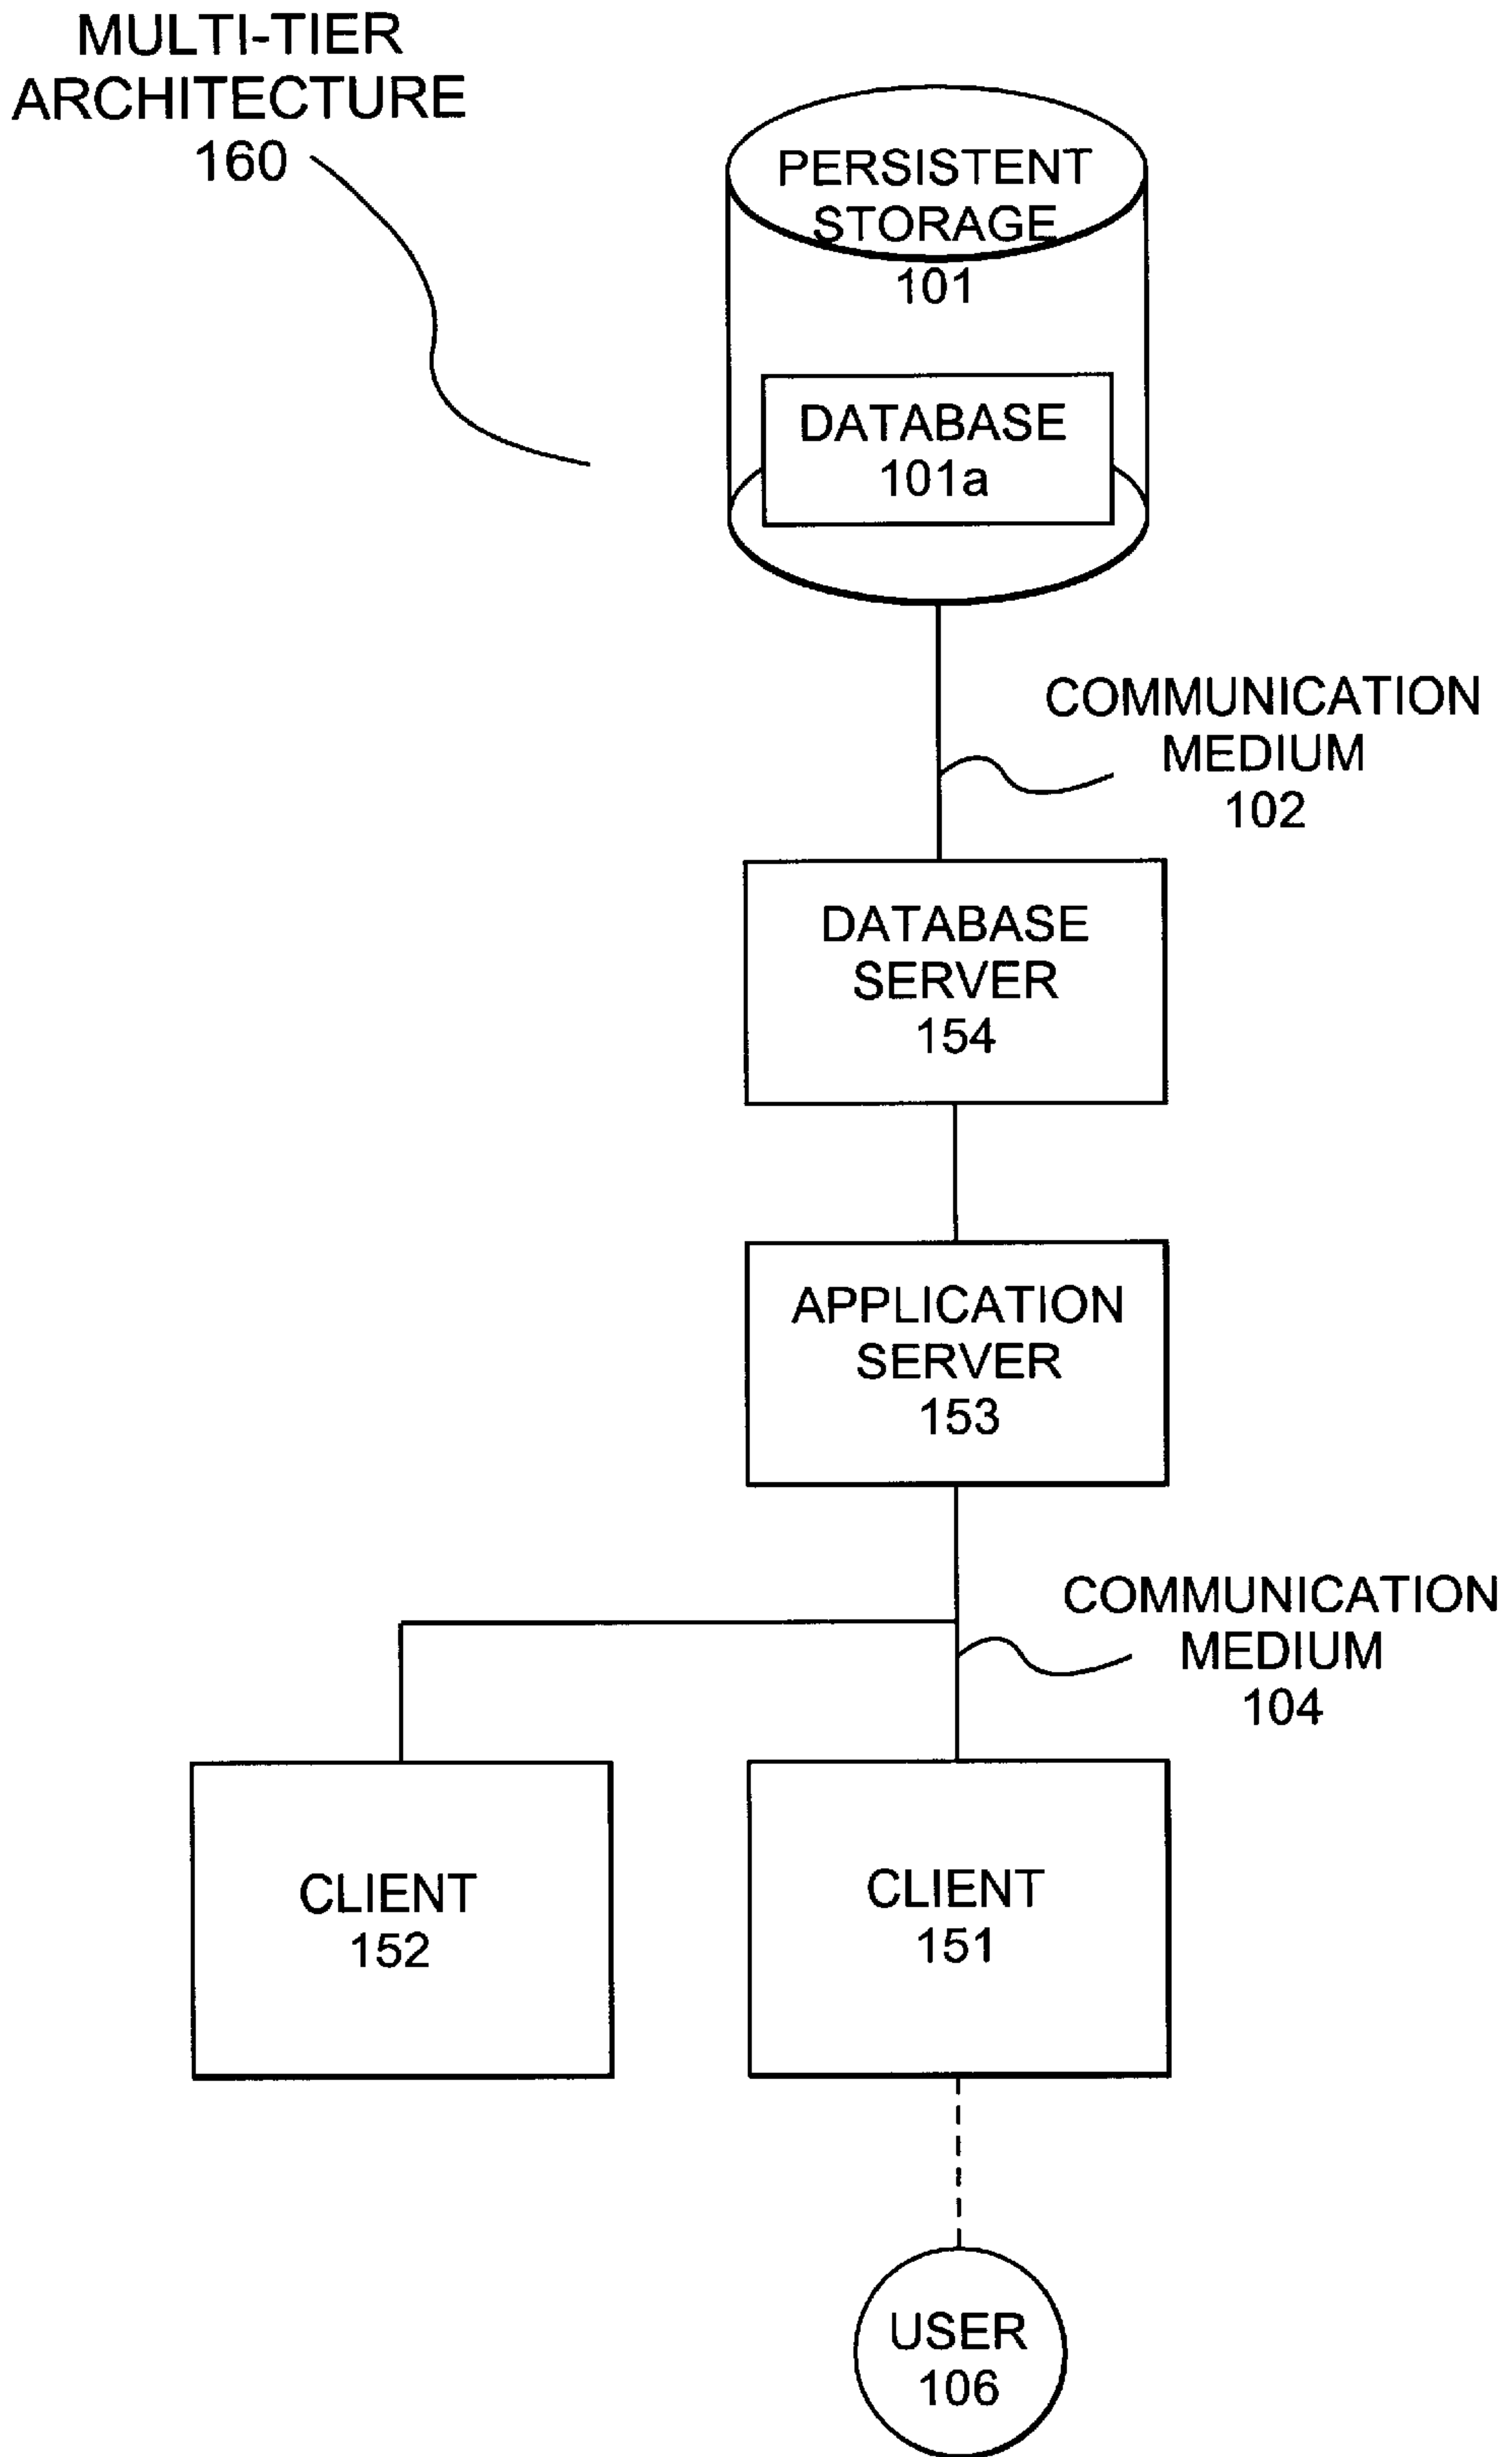 MULTI-TIER
ARCHITECTURE
160
PERSISTENT
STORAGE
101
DATABASE
101a
COMMUNICATION
MEDIUM
102
DATABASE
SERVER
154
APPLICATION
SERVER
153
COMMUNICATION
MEDIUM
104
CLIENT
152
CLIENT
151
USER
106